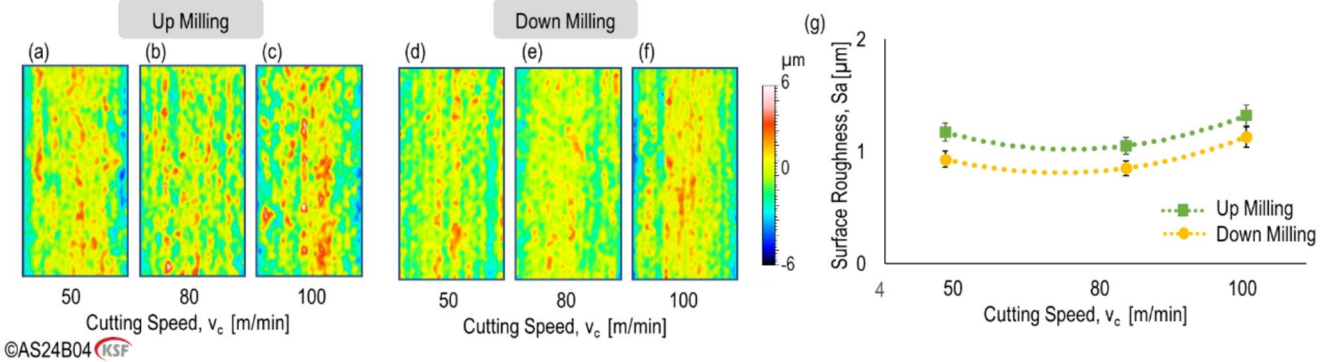 Up Milling
Down Milling
(a) (b) (c)
(d) (e) (f)
µm
6
0
-6
50 80 100
Cutting Speed, vc [m/min]
50 80 100
Cutting Speed, vc [m/min]
©AS24B04 KSF
(g)
Surface Roughness, Sa [µm]
2
1
0
Up Milling
Down Milling
4 50 80 100
Cutting Speed, vc [m/min]